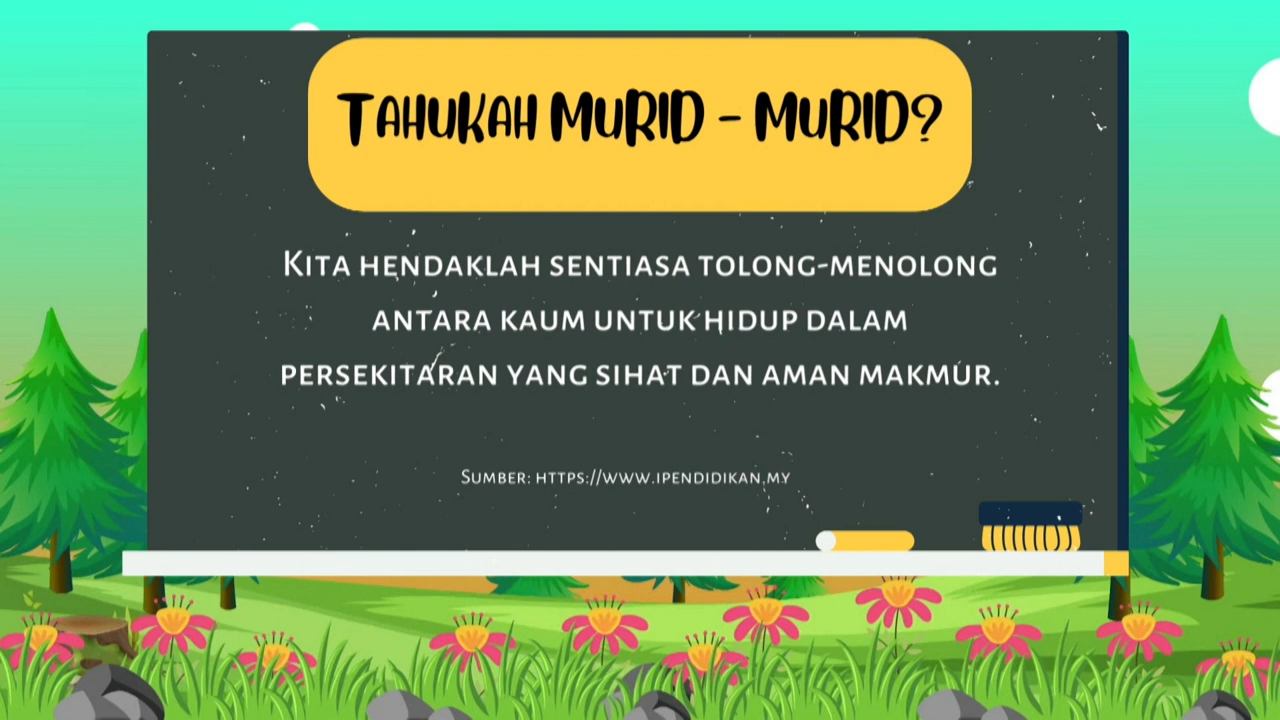 TAHUKAH MURID - MURID?
KITA HENDAKLAH SENTIASA TOLONG-MENOLONG
ANTARA KAUM UNTUK HIDUP DALAM
PERSEKITARAN YANG SIHAT DAN AMAN MAKMUR.
SUMBER: HTTPS://WWW.IPENDIDIKAN.MY